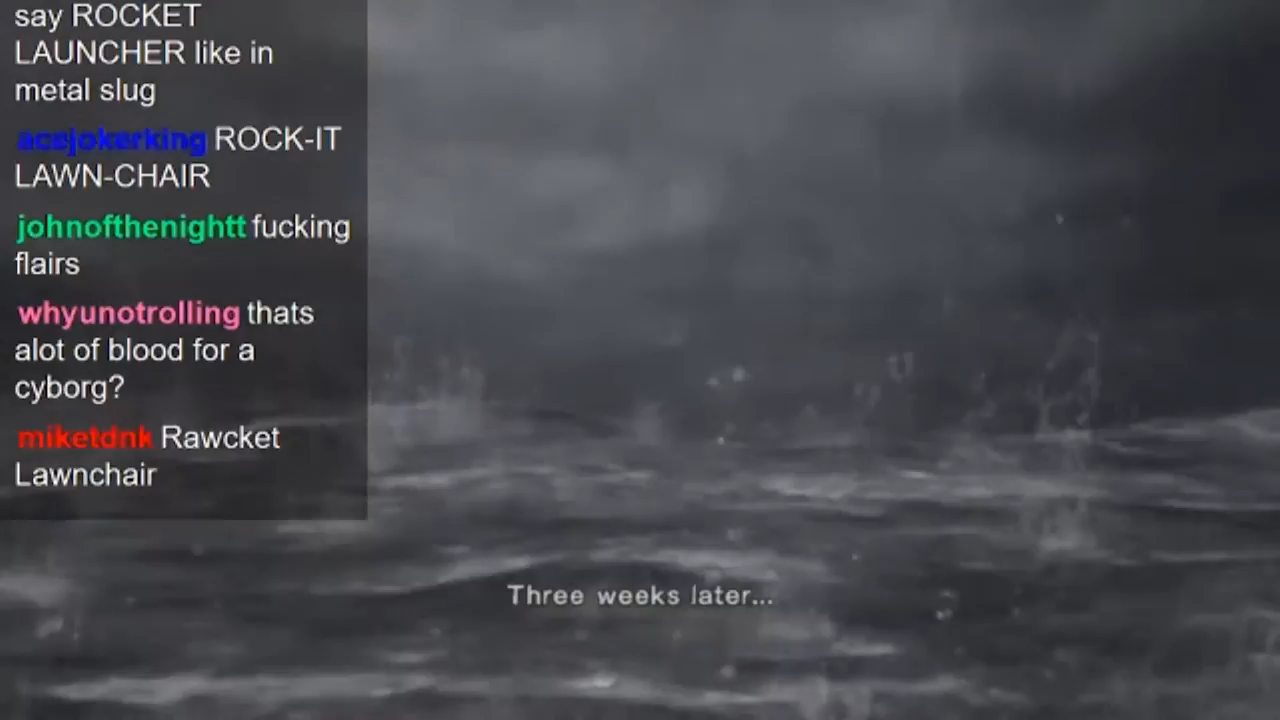 say ROCKET
LAUNCHER like in
metal slug
acejokerking ROCK-IT
LAWN-CHAIR
johnofthenightt fucking
flairs
whyunotrolling thats
alot of blood for a
cyborg?
miketdnk Rawcket
Lawnchair
Three weeks later...